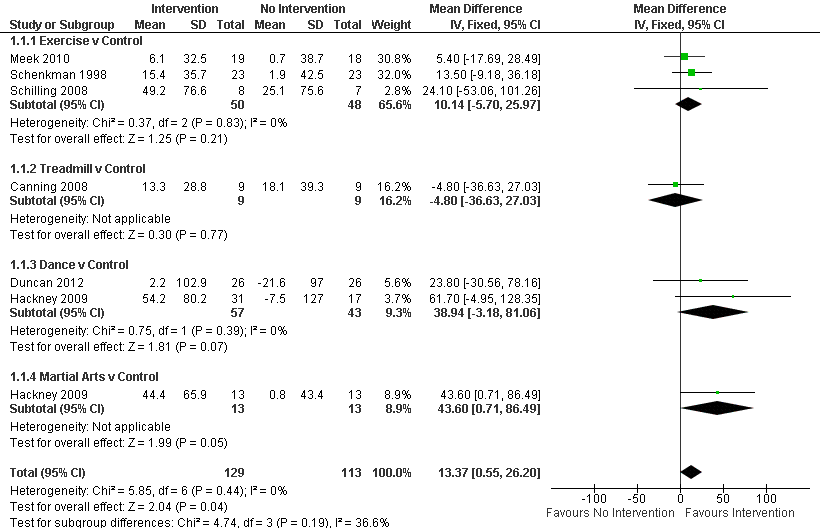 Intervention No Intervention Mean Difference Mean Difference
Study or Subgroup Mean SD Total Mean SD Total Weight IV, Fixed, 95% CI IV, Fixed, 95% CI
1.1.1 Exercise v Control
Meek 2010 6.1 32.5 19 0.7 38.7 18 30.8% 5.40 [-17.69, 28.49]
Schenkman 1998 15.4 35.7 23 1.9 42.5 23 32.0% 13.50 [-9.18, 36.18]
Schilling 2008 49.2 76.6 8 25.1 75.6 7 2.8% 24.10 [-53.06, 101.26]
Subtotal (95% CI) 50 48 65.6% 10.14 [-5.70, 25.97]
Heterogeneity: Chi² = 0.37, df = 2 (P = 0.83); I² = 0%
Test for overall effect: Z = 1.25 (P = 0.21)
1.1.2 Treadmill v Control
Canning 2008 13.3 28.8 9 18.1 39.3 9 16.2% -4.80 [-36.63, 27.03]
Subtotal (95% CI) 9 9 16.2% -4.80 [-36.63, 27.03]
Heterogeneity: Not applicable
Test for overall effect: Z = 0.30 (P = 0.77)
1.1.3 Dance v Control
Duncan 2012 2.2 102.9 26 -21.6 97 26 5.6% 23.80 [-30.56, 78.16]
Hackney 2009 54.2 80.2 31 -7.5 127 17 3.7% 61.70 [-4.95, 128.35]
Subtotal (95% CI) 57 43 9.3% 38.94 [-3.18, 81.06]
Heterogeneity: Chi² = 0.75, df = 1 (P = 0.39); I² = 0%
Test for overall effect: Z = 1.81 (P = 0.07)
1.1.4 Martial Arts v Control
Hackney 2009 44.4 65.9 13 0.8 43.4 13 8.9% 43.60 [0.71, 86.49]
Subtotal (95% CI) 13 13 8.9% 43.60 [0.71, 86.49]
Heterogeneity: Not applicable
Test for overall effect: Z = 1.99 (P = 0.05)
Total (95% CI) 129 113 100.0% 13.37 [0.55, 26.20]
Heterogeneity: Chi² = 5.85, df = 6 (P = 0.44); I² = 0%
Test for overall effect: Z = 2.04 (P = 0.04)
Test for subgroup differences: Chi² = 4.74, df = 3 (P = 0.19), I² = 36.6%
-100 -50 0 50 100
Favours No Intervention Favours Intervention